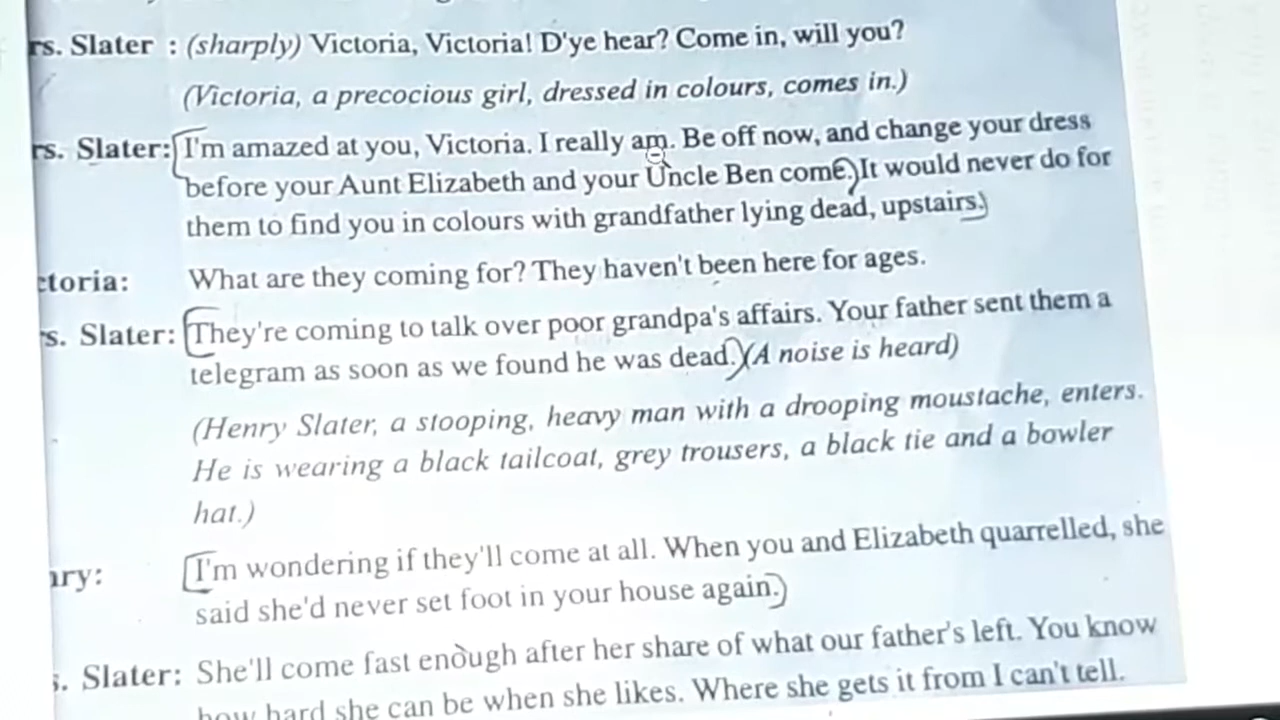 rs. Slater : (sharply) Victoria, Victoria! D'ye hear? Come in, will you?
(Victoria, a precocious girl, dressed in colours, comes in.)
rs. Slater: I'm amazed at you, Victoria. I really am. Be off now, and change your dress
before your Aunt Elizabeth and your Uncle Ben come. It would never do for
them to find you in colours with grandfather lying dead, upstairs.
ctoria: What are they coming for? They haven't been here for ages.
s. Slater: They're coming to talk over poor grandpa's affairs. Your father sent them a
telegram as soon as we found he was dead. (A noise is heard)
(Henry Slater, a stooping, heavy man with a drooping moustache, enters.
He is wearing a black tailcoat, grey trousers, a black tie and a bowler
hat.)
nry: I'm wondering if they'll come at all. When you and Elizabeth quarrelled, she
said she'd never set foot in your house again.
s. Slater: She'll come fast enough after her share of what our father's left. You know
how hard she can be when she likes. Where she gets it from I can't tell.